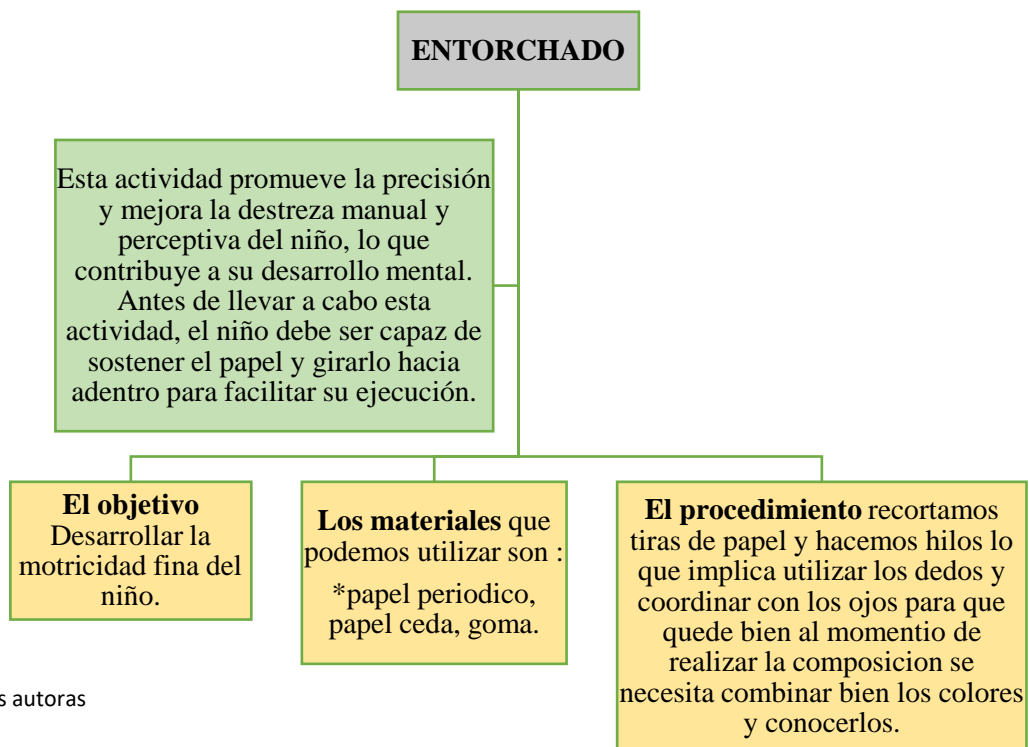 ENTORCHADO
Esta actividad promueve la precisión
y mejora la destreza manual y
perceptiva del niño, lo que
contribuye a su desarrollo mental.
Antes de llevar a cabo esta
actividad, el niño debe ser capaz de
sostener el papel y girarlo hacia
adentro para facilitar su ejecución.
El objetivo
Desarrollar la
motricidad fina del
niño.
Los materiales que
podemos utilizar son :
*papel periodico,
papel ceda, goma.
El procedimiento recortamos
tiras de papel y hacemos hilos lo
que implica utilizar los dedos y
coordinar con los ojos para que
quede bien al momentio de
realizar la composicion se
necesita combinar bien los colores
y conocerlos.
s autoras